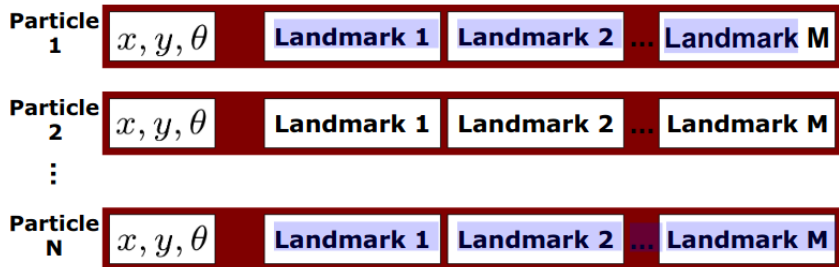 Particle 1 x, y, θ Landmark 1 Landmark 2 ... Landmark M
Particle 2 x, y, θ Landmark 1 Landmark 2 ... Landmark M
⋮
Particle N x, y, θ Landmark 1 Landmark 2 ... Landmark M